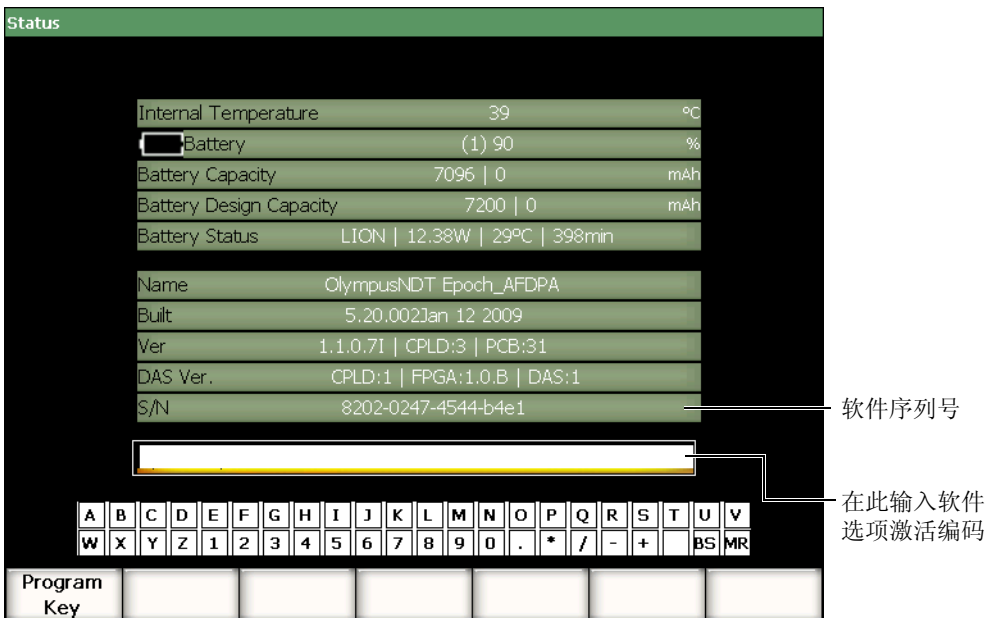 Status
Internal Temperature 39 ºC
Battery (1) 90 %
Battery Capacity 7096 | 0 mAh
Battery Design Capacity 7200 | 0 mAh
Battery Status LION | 12.38W | 29ºC | 398min
Name OlympusNDT Epoch_AFDPA
Built 5.20.002Jan 12 2009
Ver 1.1.0.7I | CPLD:3 | PCB:31
DAS Ver. CPLD:1 | FPGA:1.0.B | DAS:1
S/N 8202-0247-4544-b4e1
软件序列号
在此输入软件
选项激活编码
A B C D E F G H I J K L M N O P Q R S T U V
W X Y Z 1 2 3 4 5 6 7 8 9 0 . * / - + BS MR
Program
Key